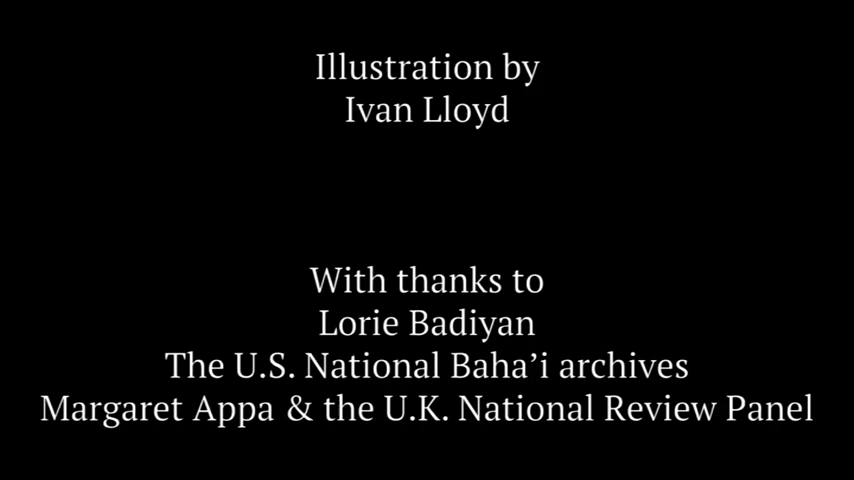 Illustration by
Ivan Lloyd
With thanks to
Lorie Badiyan
The U.S. National Baha’i archives
Margaret Appa & the U.K. National Review Panel